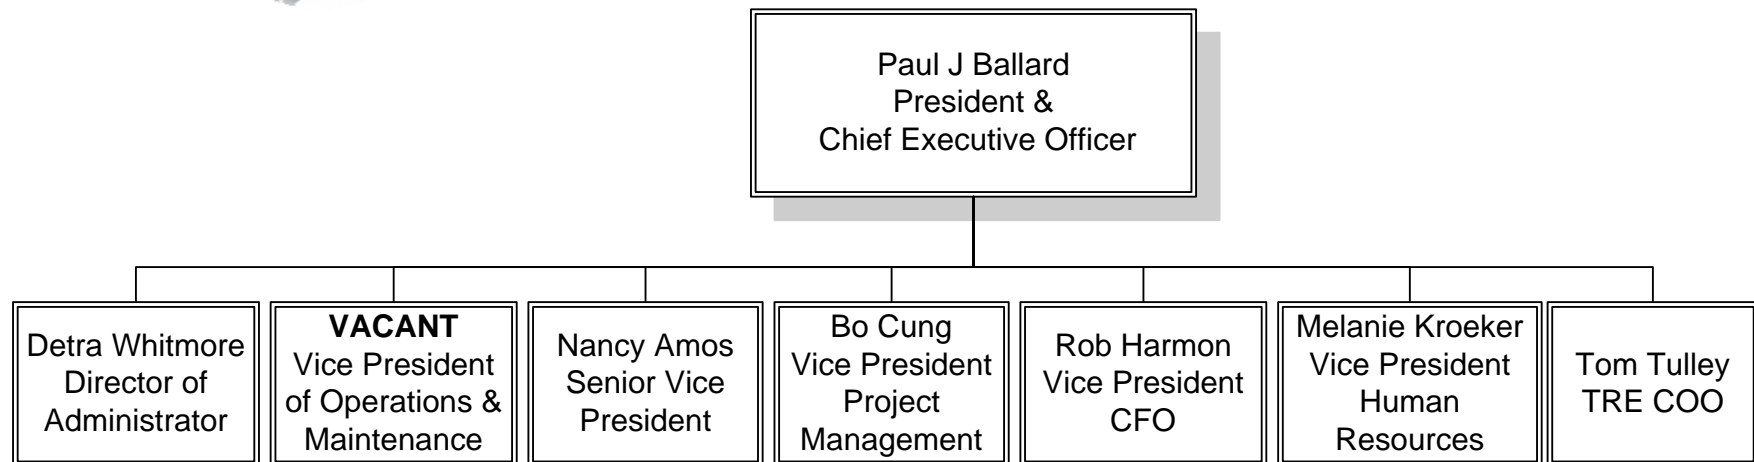 Paul J Ballard
President &
Chief Executive Officer
Detra Whitmore
Director of
Administrator
VACANT
Vice President
of Operations &
Maintenance
Nancy Amos
Senior Vice
President
Bo Cung
Vice President
Project
Management
Rob Harmon
Vice President
CFO
Melanie Kroeker
Vice President
Human
Resources
Tom Tulley
TRE COO